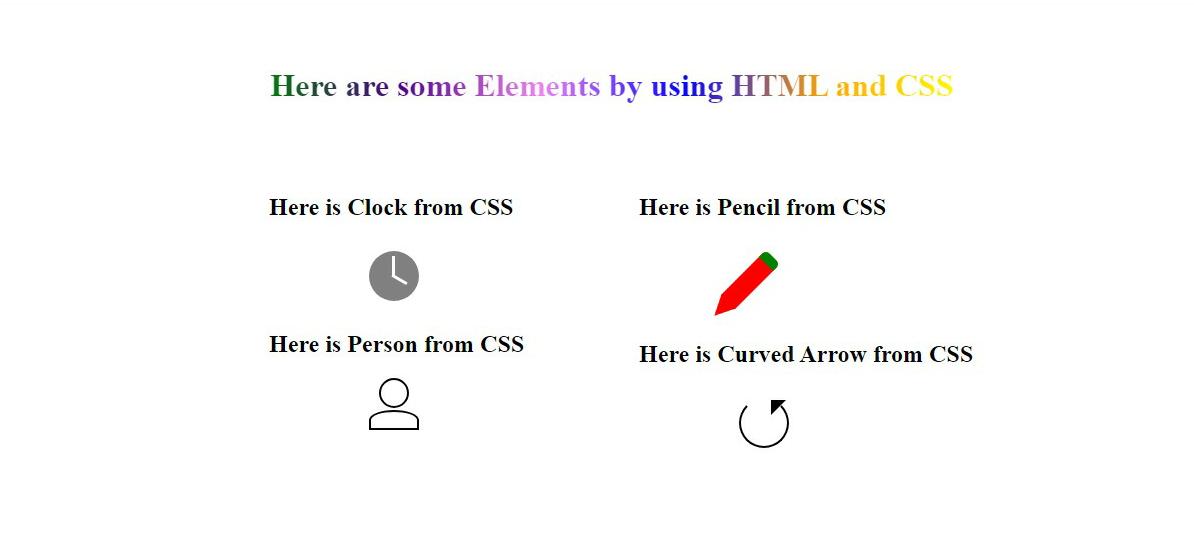 Here are some Elements by using HTML and CSS
Here is Clock from CSS
Here is Pencil from CSS
Here is Person from CSS
Here is Curved Arrow from CSS